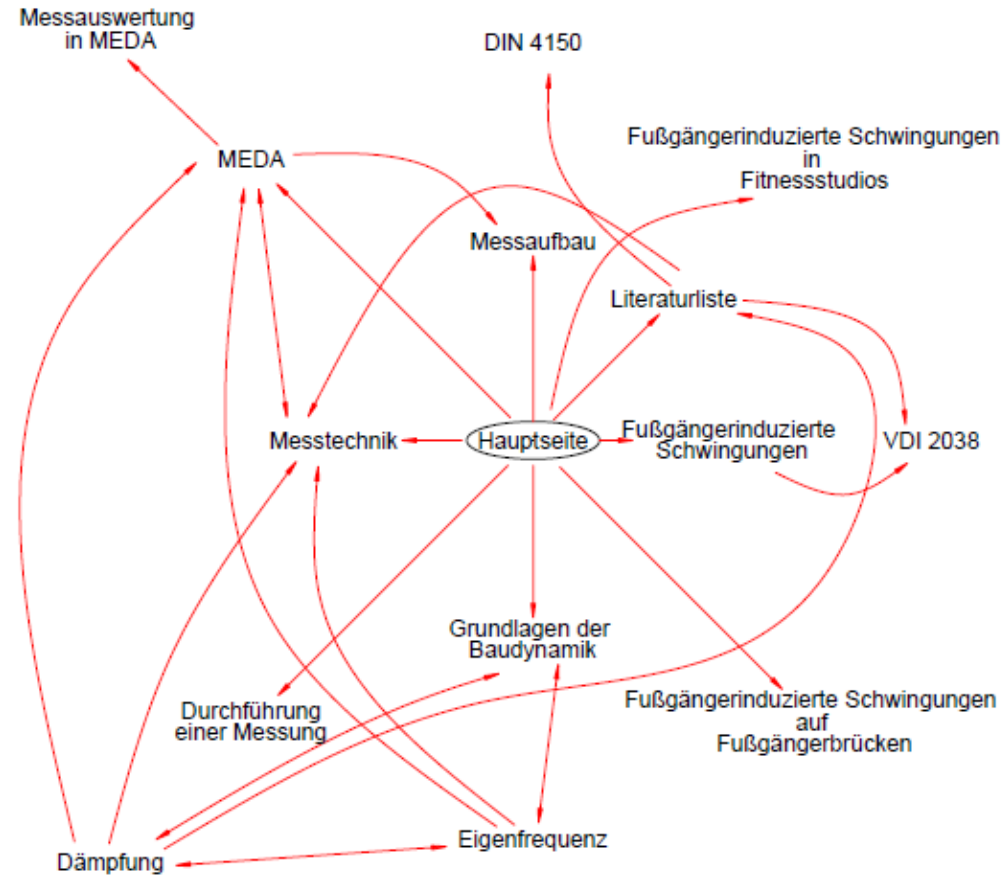 Messauswertung
in MEDA
DIN 4150
Fußgängerinduzierte Schwingungen
in
Fitnessstudios
MEDA
Messaufbau
Literaturliste
Messtechnik
Hauptseite
Fußgängerinduzierte
Schwingungen
VDI 2038
Grundlagen der
Baudynamik
Durchführung
einer Messung
Fußgängerinduzierte Schwingungen
auf
Fußgängerbrücken
Eigenfrequenz
Dämpfung